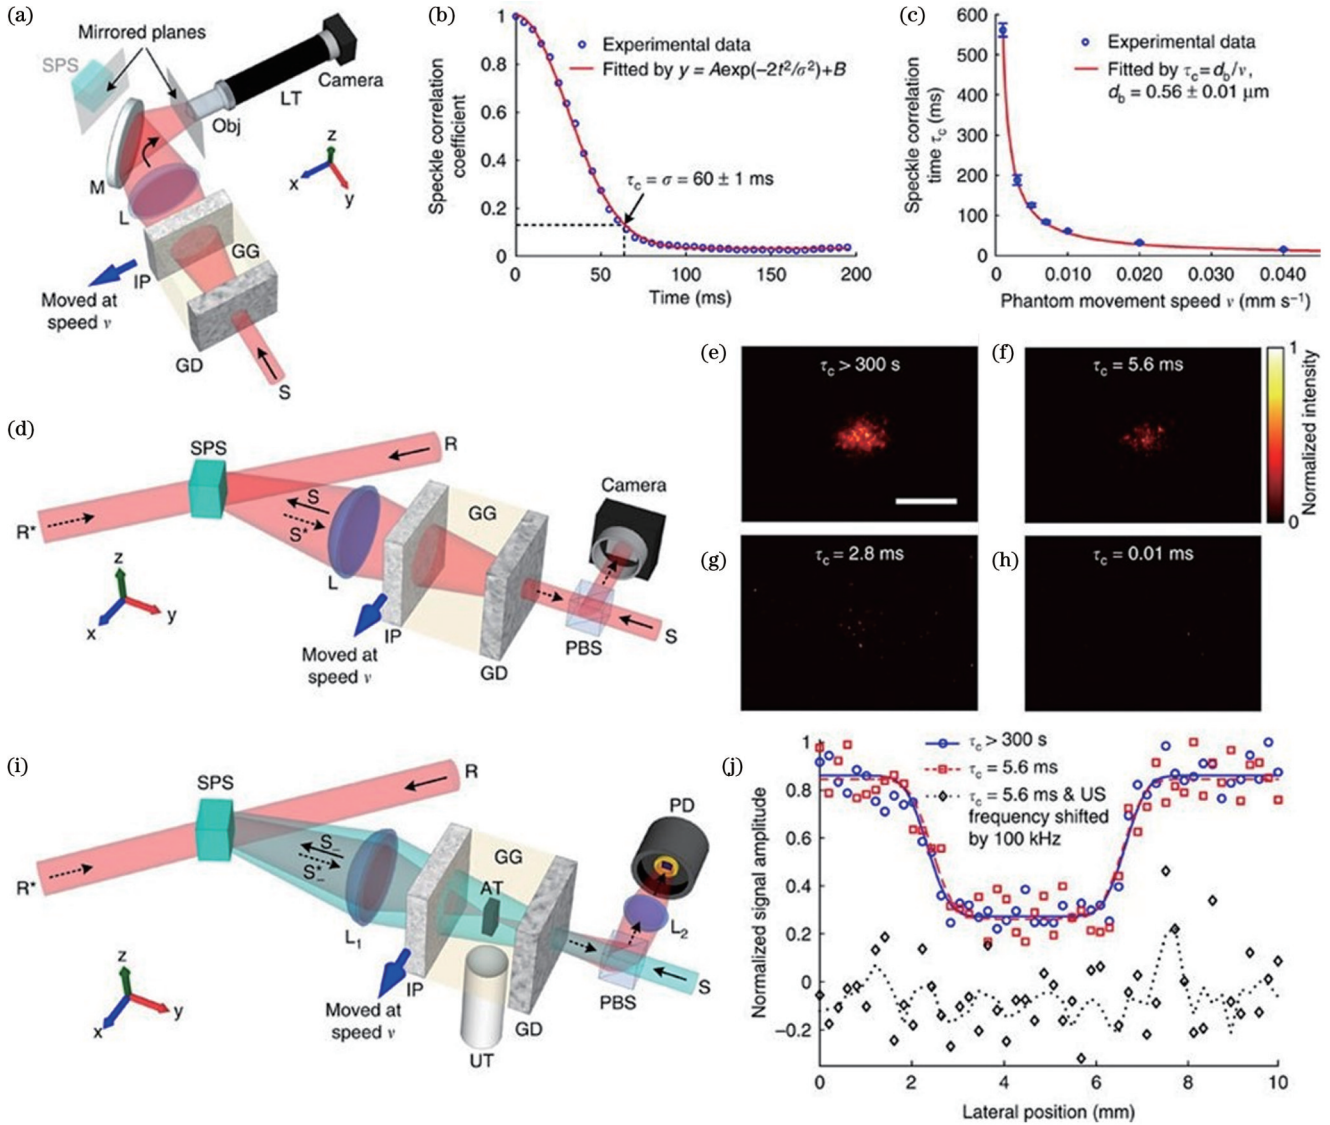 (a)
Mirrored planes
SPS
Camera
LT
Obj
M
L
z
x
y
GG
IP
Moved at
speed v
GD
S
(b)
Speckle correlation
coefficient
1
0.8
0.6
0.4
0.2
0
Experimental data
Fitted by y = Aexp(−2t²/σ²)+B
τc = σ = 60 ± 1 ms
0
50
100
150
200
Time (ms)
(c)
Speckle correlation
time τc (ms)
600
500
400
300
200
100
0
Experimental data
Fitted by τc = db/v,
db = 0.56 ± 0.01 μm
0
0.010
0.020
0.030
0.040
Phantom movement speed v (mm s⁻¹)
(d)
SPS
R
R*
S
S*
L
GG
Camera
z
y
x
IP
Moved at
speed v
GD
PBS
S
(e)
τc > 300 s
(f)
τc = 5.6 ms
1
Normalized intensity
0
(g)
τc = 2.8 ms
(h)
τc = 0.01 ms
(i)
SPS
R
R*
S₋
S₋*
L₁
GG
AT
PD
L₂
z
y
x
IP
Moved at
speed v
UT
GD
PBS
S
(j)
Normalized signal amplitude
1
0.8
0.6
0.4
0.2
0
−0.2
τc > 300 s
τc = 5.6 ms
τc = 5.6 ms & US
frequency shifted
by 100 kHz
0
2
4
6
8
10
Lateral position (mm)